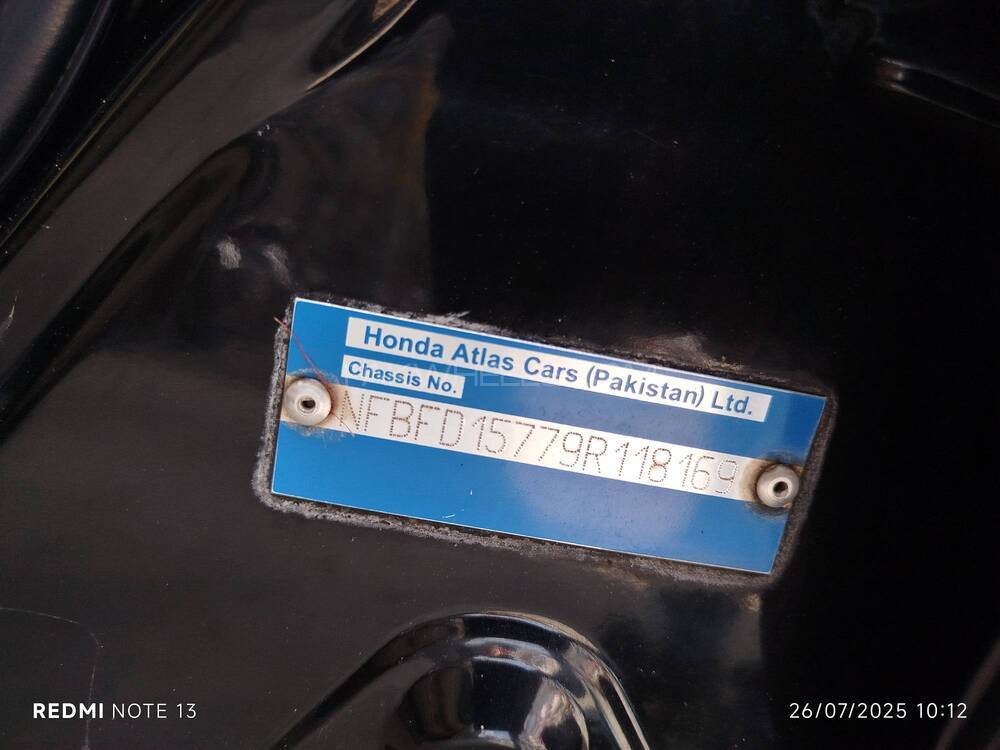 Honda Atlas Cars (Pakistan) Ltd.
Chassis No.
NFBFD15779R118169
REDMI NOTE 13
26/07/2025 10:12